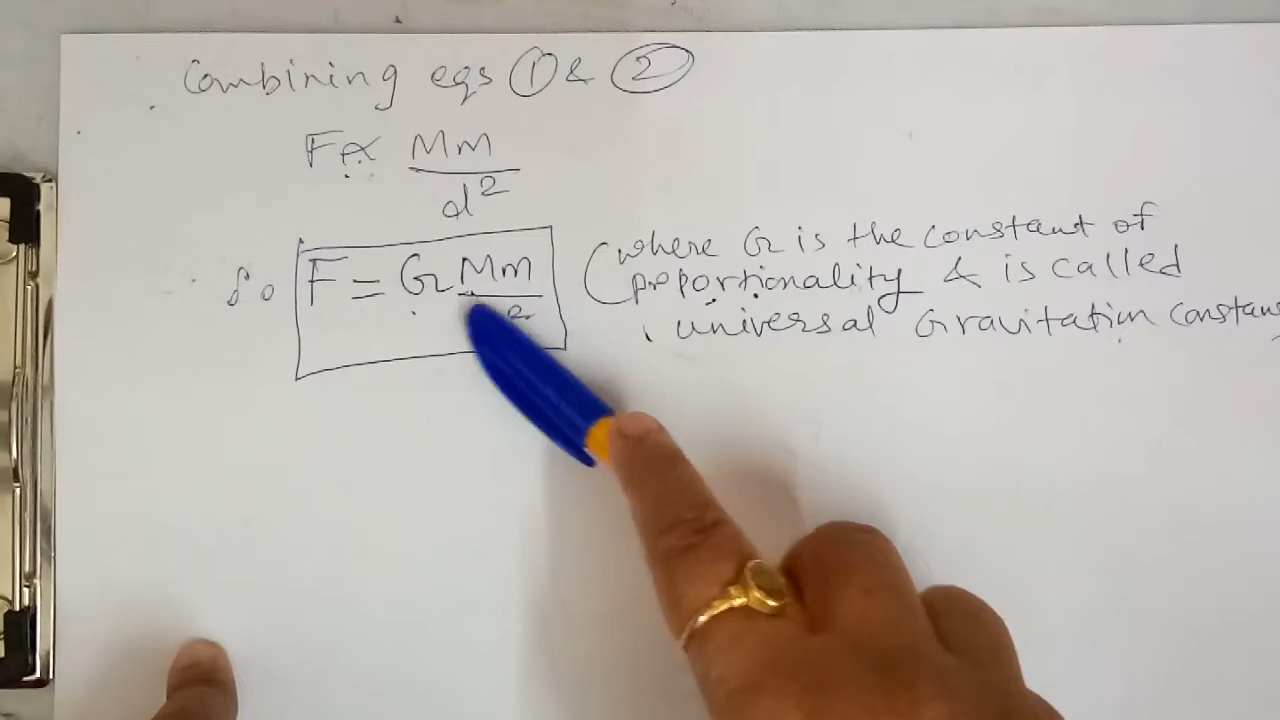 Combining eqs ① & ②
F ∝ Mm
d²
So F = G Mm
2
(where G is the constant of
proportionality & is called
universal Gravitation Constan